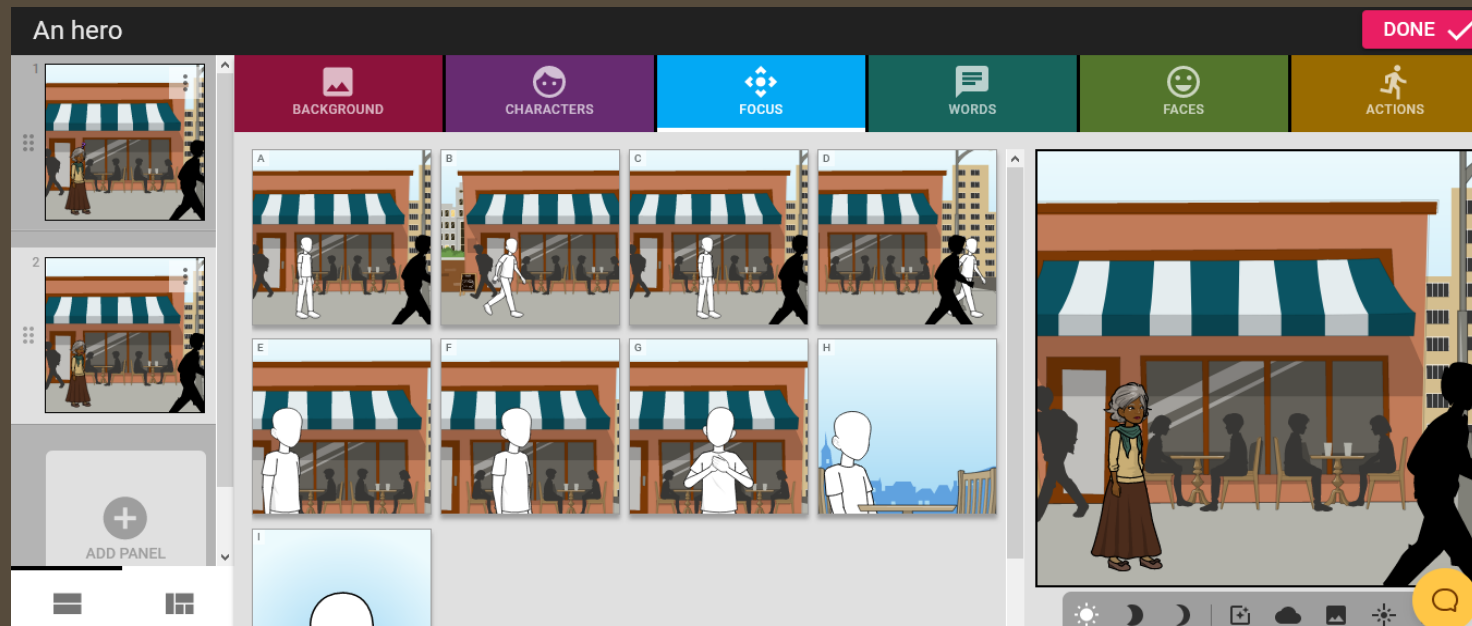 An hero
DONE
BACKGROUND
CHARACTERS
FOCUS
WORDS
FACES
ACTIONS
1
2
ADD PANEL
A
B
C
D
E
F
G
H
I